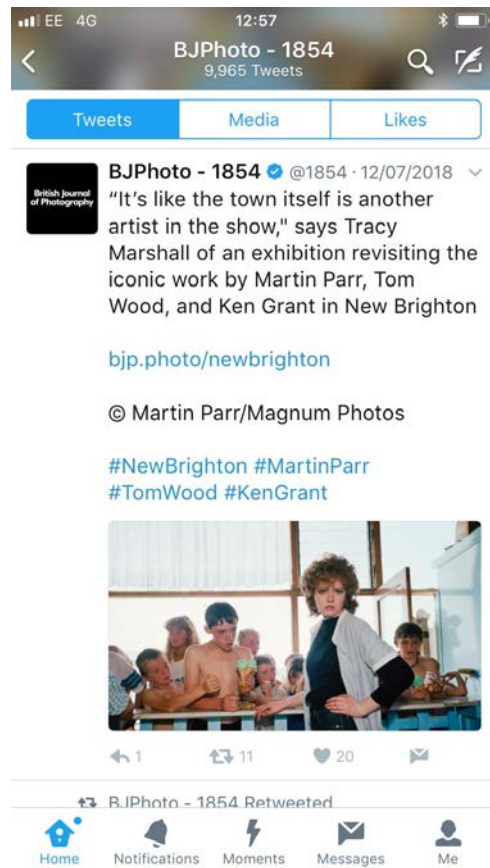 EE 4G 12:57
BJPhoto - 1854
9,965 Tweets
Tweets Media Likes
British Journal
of Photography
BJPhoto - 1854 @1854 · 12/07/2018
“It’s like the town itself is another
artist in the show," says Tracy
Marshall of an exhibition revisiting the
iconic work by Martin Parr, Tom
Wood, and Ken Grant in New Brighton
bjp.photo/newbrighton
© Martin Parr/Magnum Photos
#NewBrighton #MartinParr
#TomWood #KenGrant
1 11 20
BJPhoto - 1854 Retweeted
Home Notifications Moments Messages Me